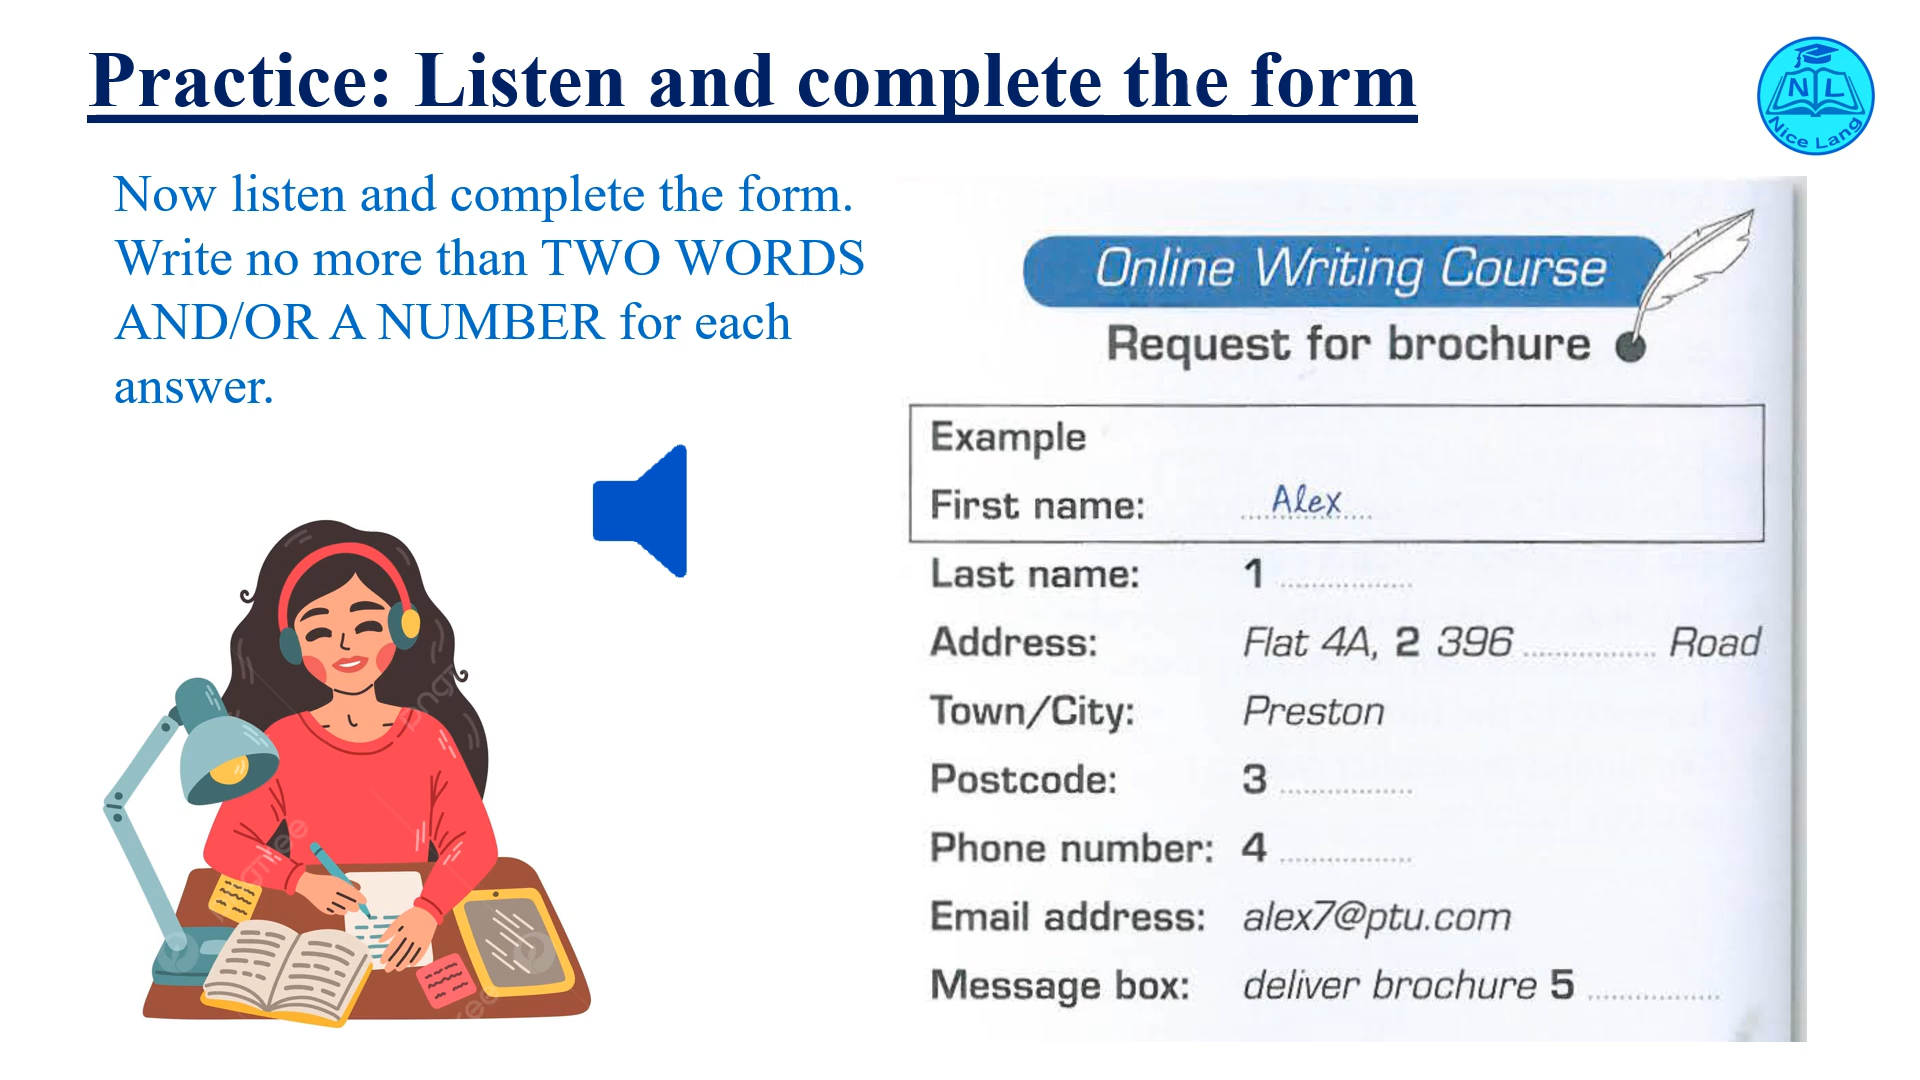 Practice: Listen and complete the form
N L
Nice Lang
Now listen and complete the form.
Write no more than TWO WORDS
AND/OR A NUMBER for each
answer.
Online Writing Course
Request for brochure
Example
First name: Alex
Last name: 1 ................
Address: Flat 4A, 2 396 ................ Road
Town/City: Preston
Postcode: 3 ................
Phone number: 4 ................
Email address: alex7@ptu.com
Message box: deliver brochure 5 ................